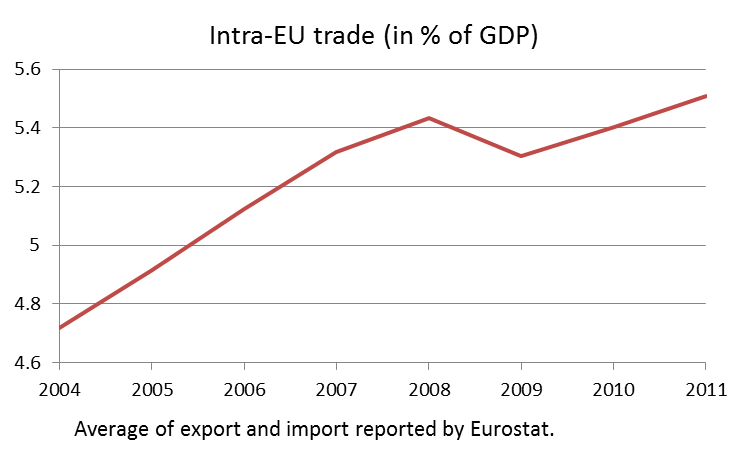 Intra-EU trade (in % of GDP)
5.6
5.4
5.2
5
4.8
4.6
2004 2005 2006 2007 2008 2009 2010 2011
Average of export and import reported by Eurostat.